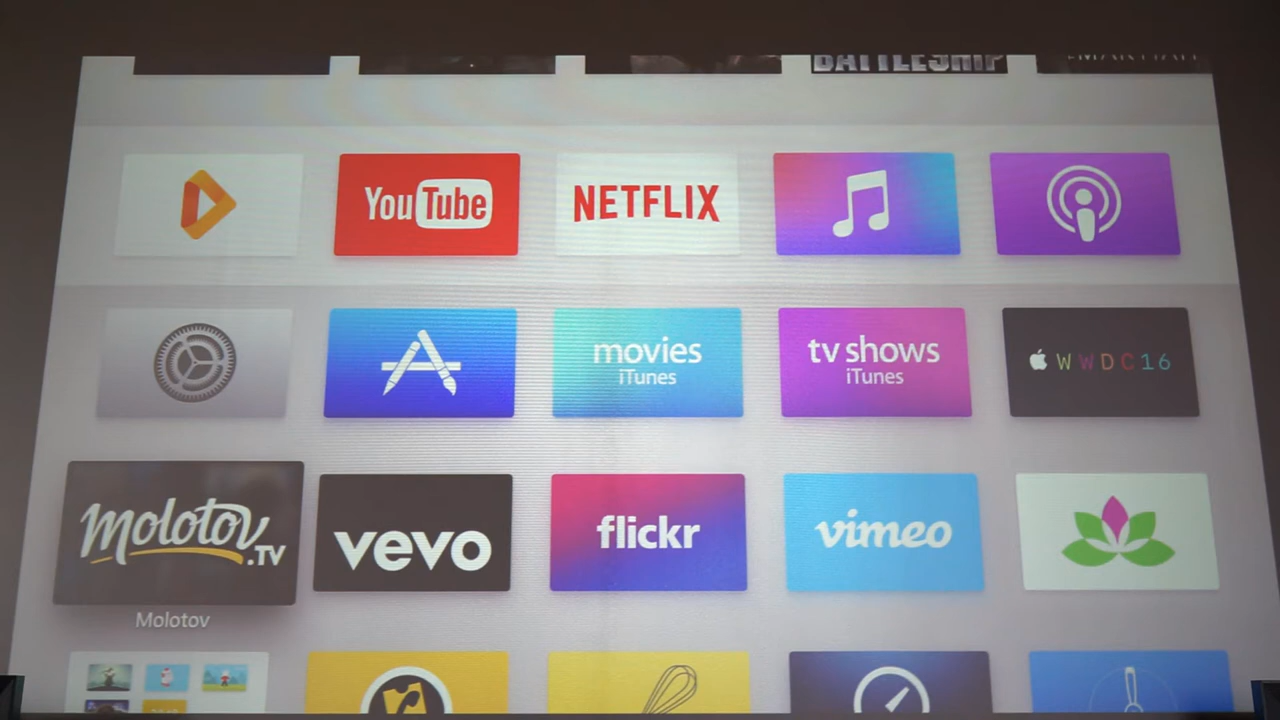 BATTLESHIP
YouTube
NETFLIX
movies
iTunes
tv shows
iTunes
WWDC16
molotov.TV
vevo
flickr
vimeo
Molotov